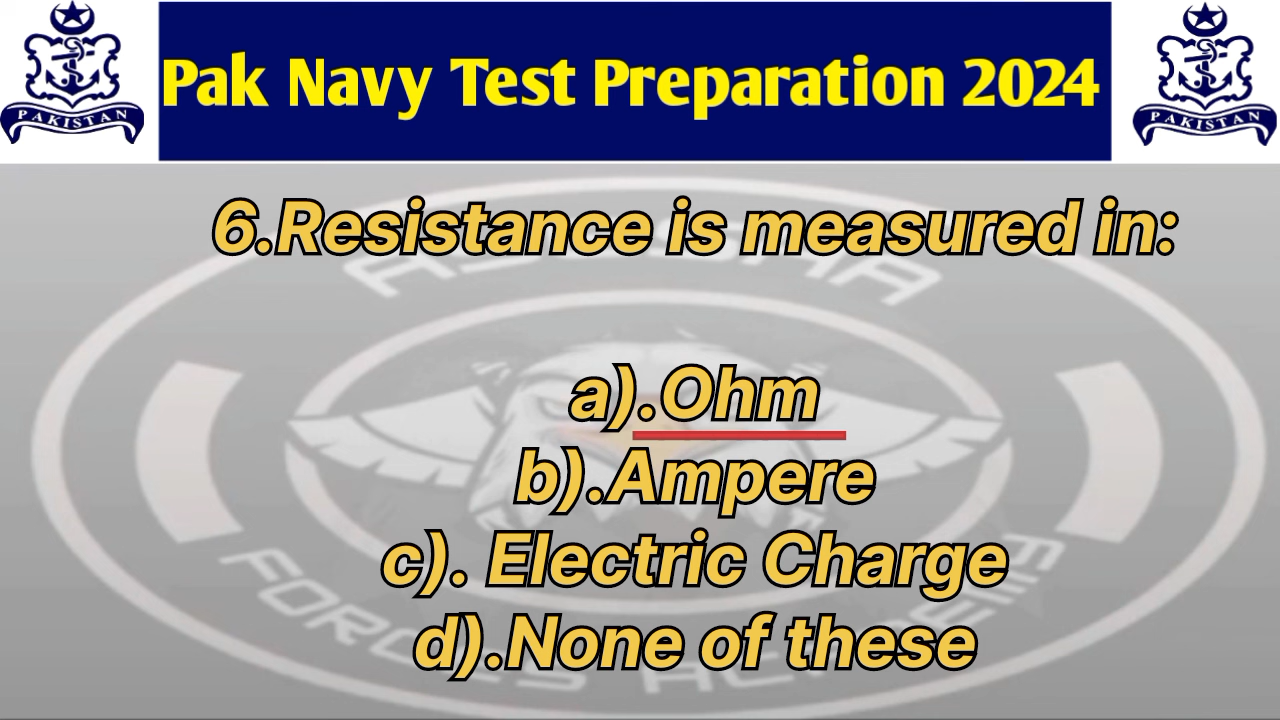 Pak Navy Test Preparation 2024
PAKISTAN
PAKISTAN
6.Resistance is measured in:
a).Ohm
b).Ampere
c). Electric Charge
d).None of these